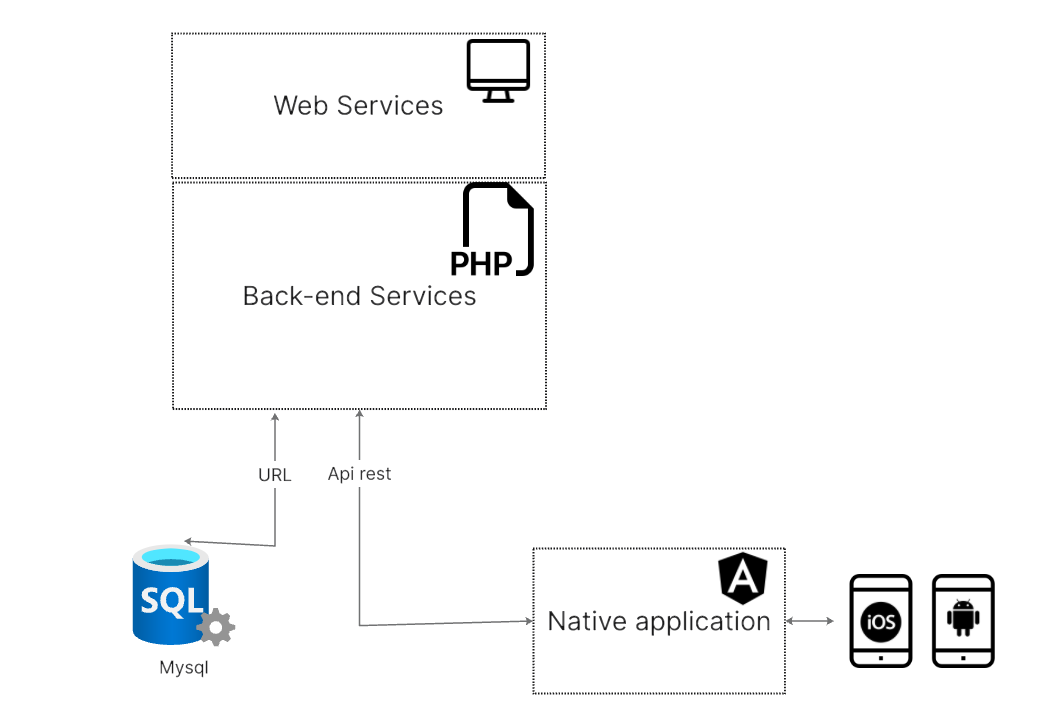 Web Services
PHP
Back-end Services
URL
Api rest
SQL
Mysql
A
Native application
iOS